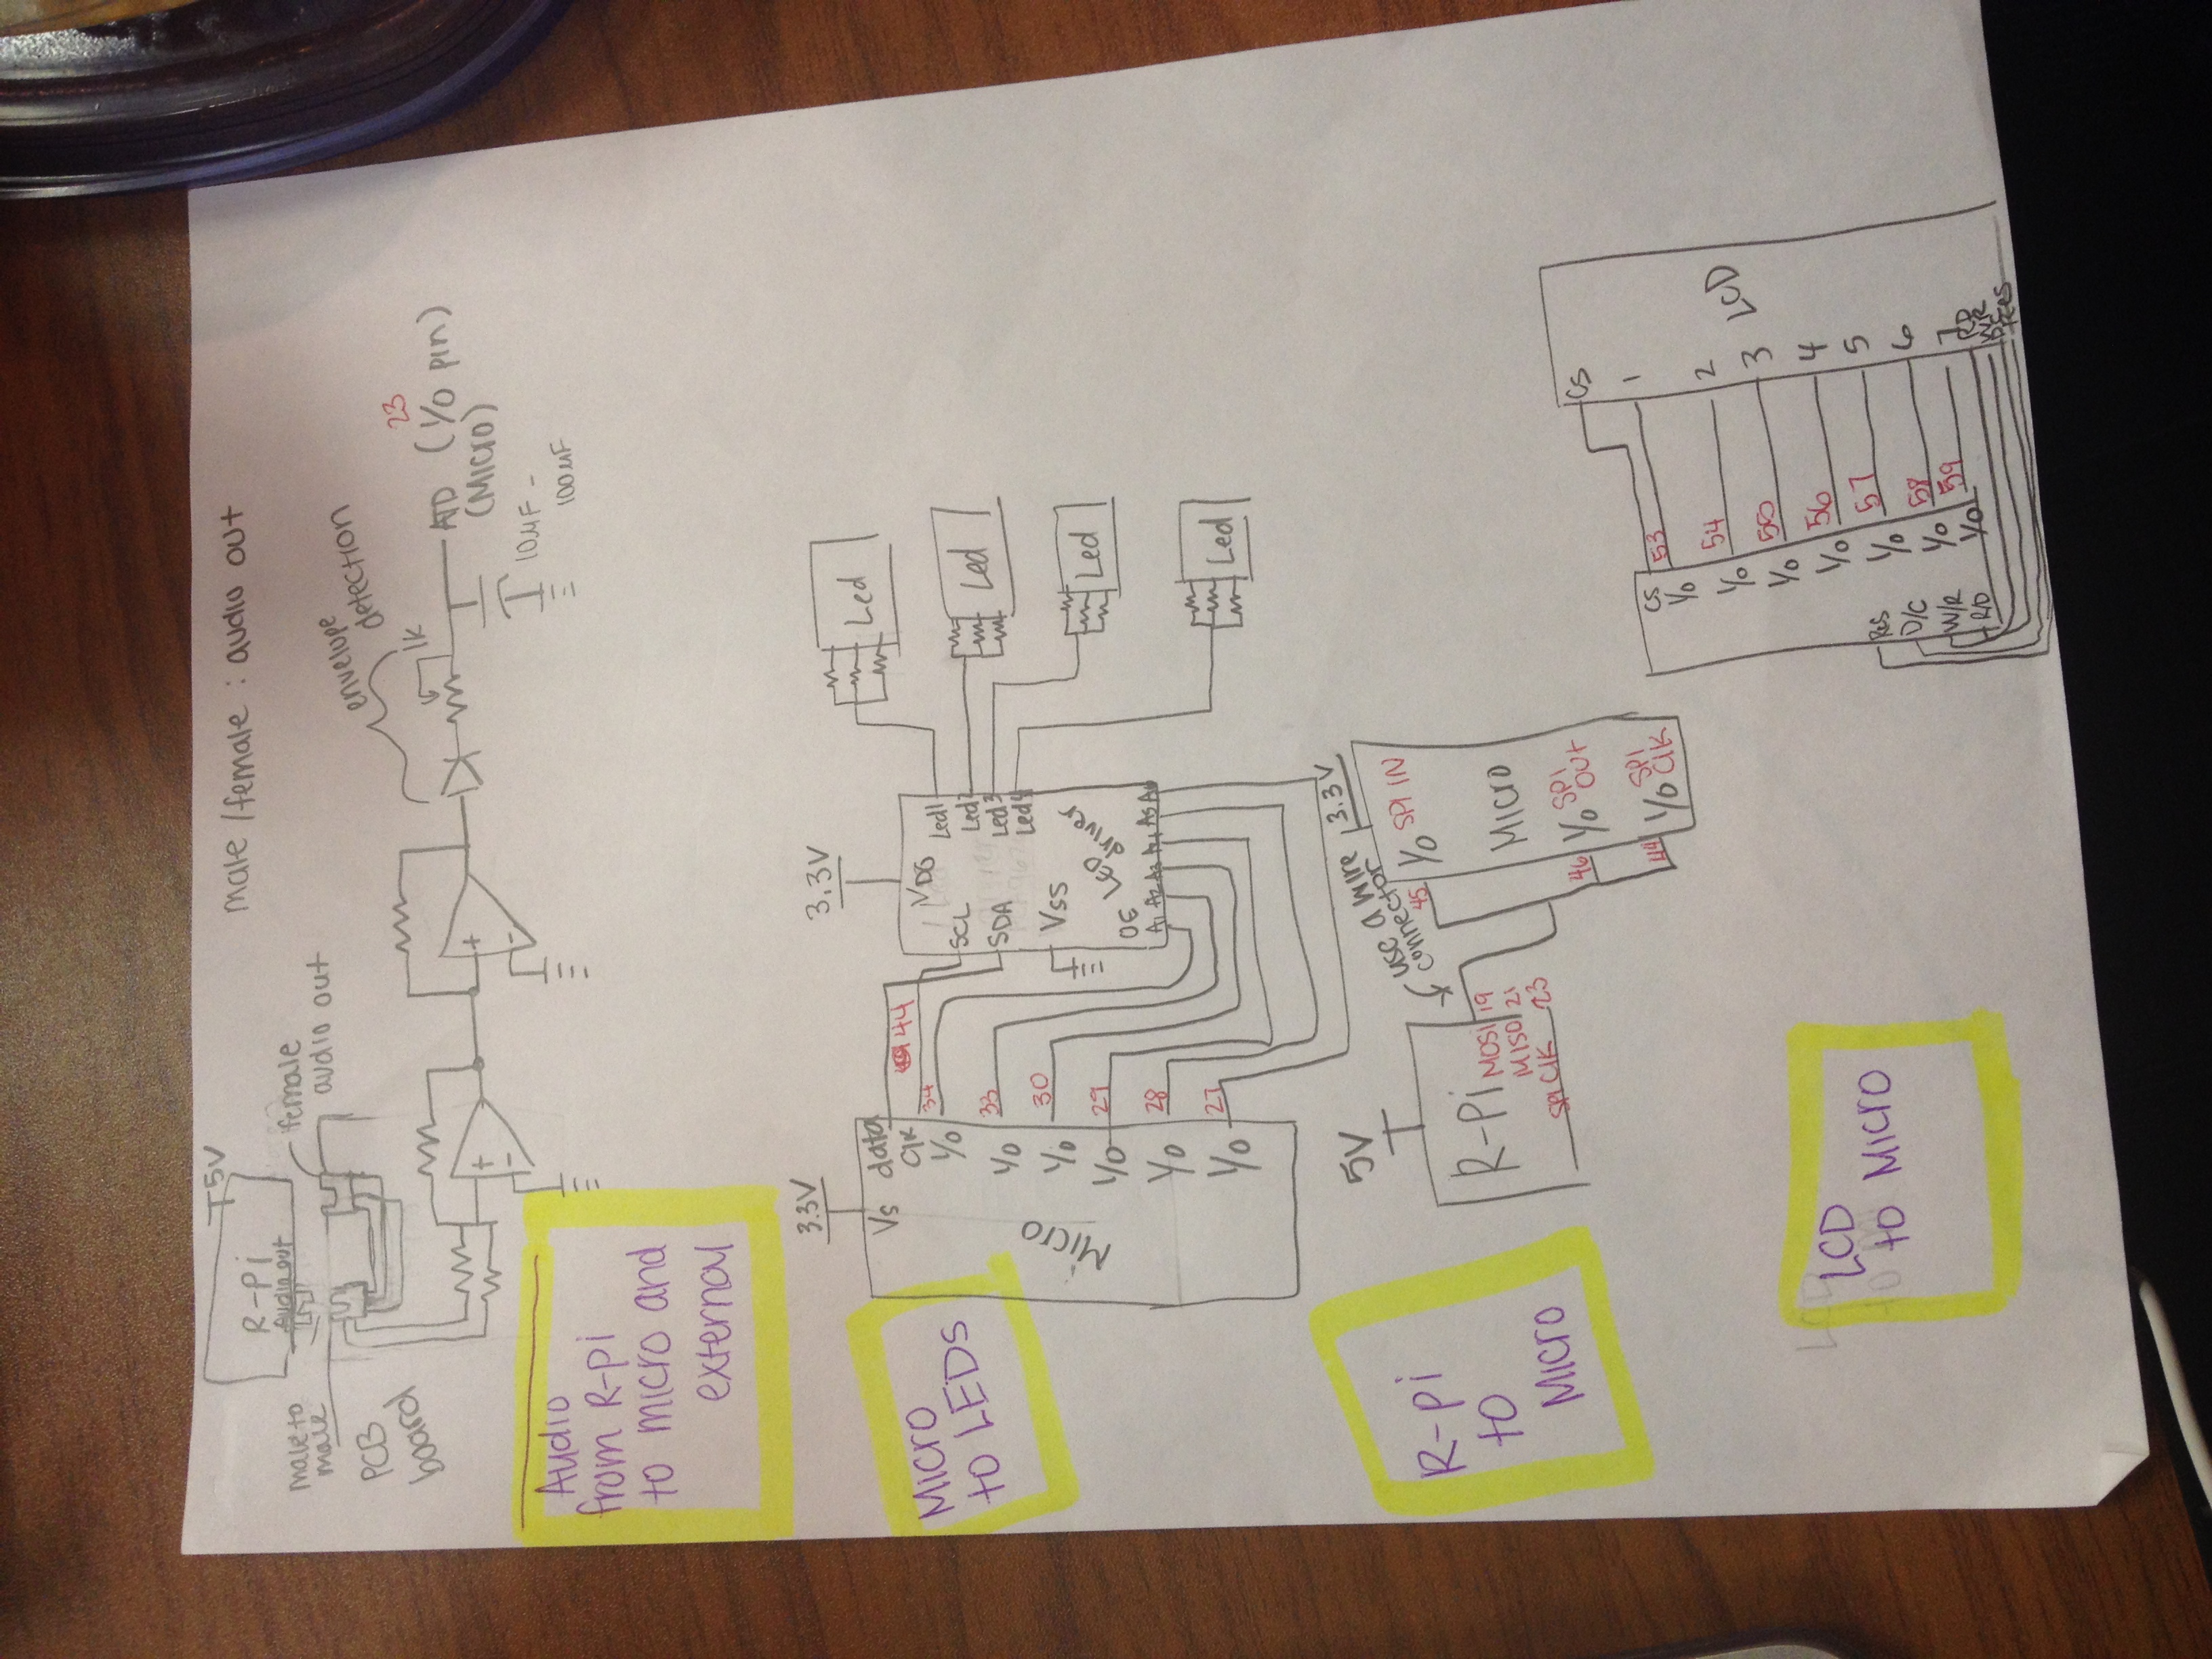 T5V
R-Pi
Audio out
male/female : audio out
male to
male
female
audio out
PCB
board
envelope
detection
1K
23
ATD (I/O pin)
(Micro)
+
-
+
-
10µF -
100µF
Audio
from R-pi
to micro and
external
3.3V
3.3V
Micro
to LEDs
Vs
data
clk
I/O
I/O
I/O
I/O
I/O
I/O
44
34
33
30
29
28
27
Micro
SCL
SDA
VSS
OE
LED
driver
Led1
Led2
Led3
Led4
A1 A2 A3 A4 A5 A6
Led
Led
Led
Led
R-pi
to
Micro
5V
R-Pi
MOSI 19
MISO 21
SPI CLK 23
use a wire
connector
3.3V
45 I/O SPI IN
Micro
46 I/O SPI
OUT
44 I/O SPI
CLK
LCD
to Micro
CS
I/O
I/O
I/O
I/O
I/O
I/O
I/O
53
54
55
56
57
58
59
Res
D/C
W/R
RD
CS
1
2
3
4
5
6
7
RD
WR
DC
Res
LCD